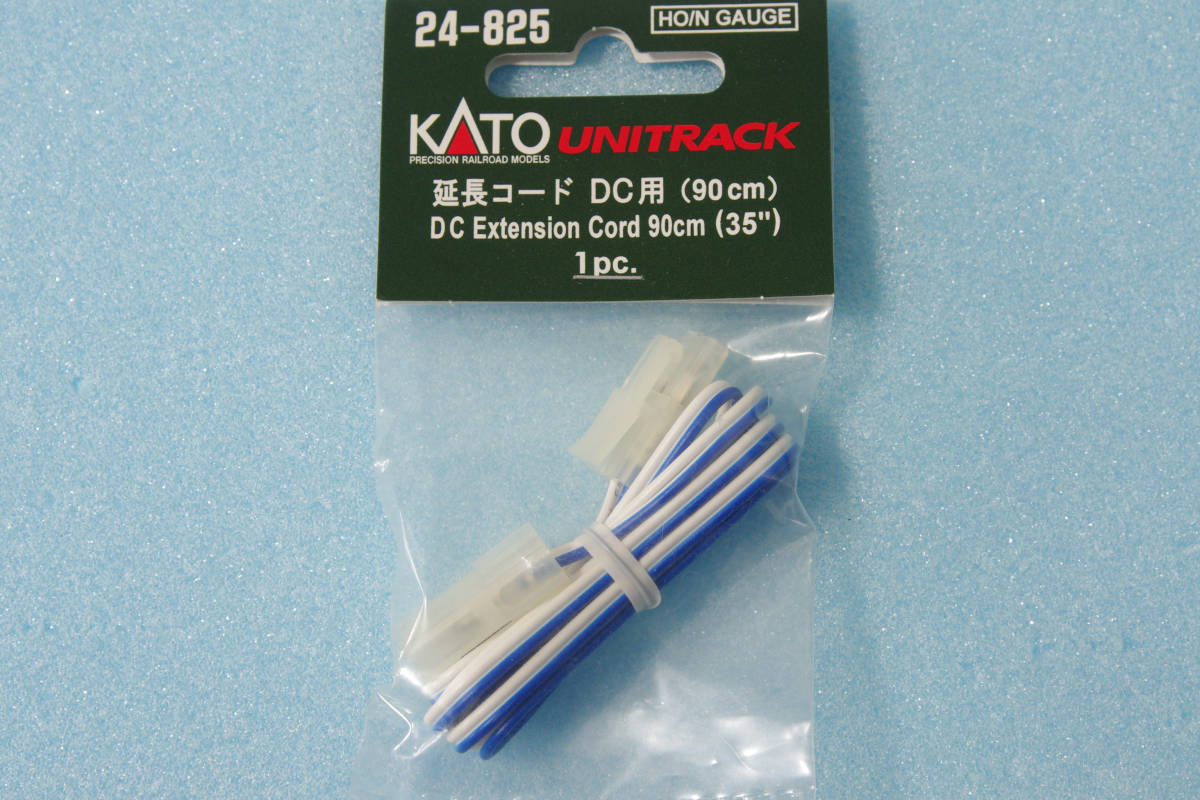 24-825
HO/N GAUGE
KATO UNITRACK
PRECISION RAILROAD MODELS
延長コード DC用（90cm）
DC Extension Cord 90cm (35")
1pc.